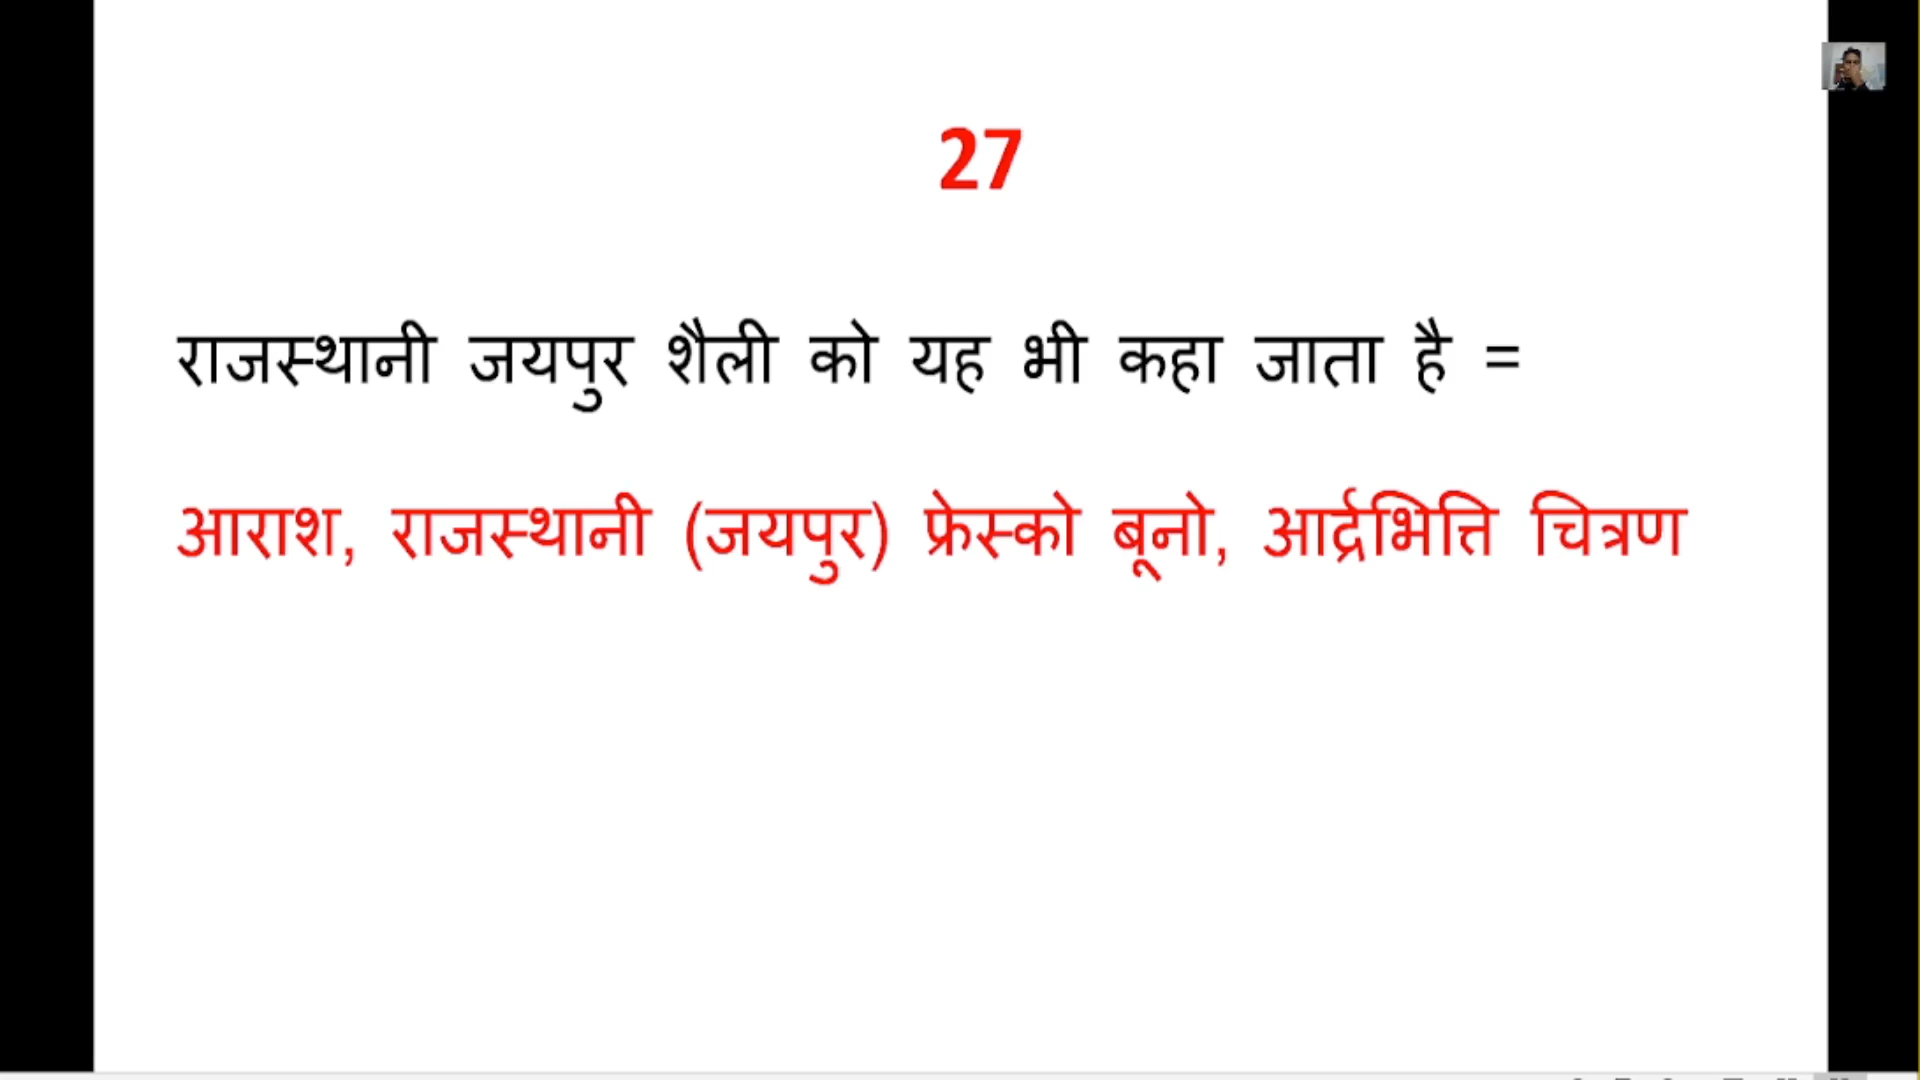 27
राजस्थानी जयपुर शैली को यह भी कहा जाता है =
आराश, राजस्थानी (जयपुर) फ्रेस्को बूनो, आर्द्रभित्ति चित्रण